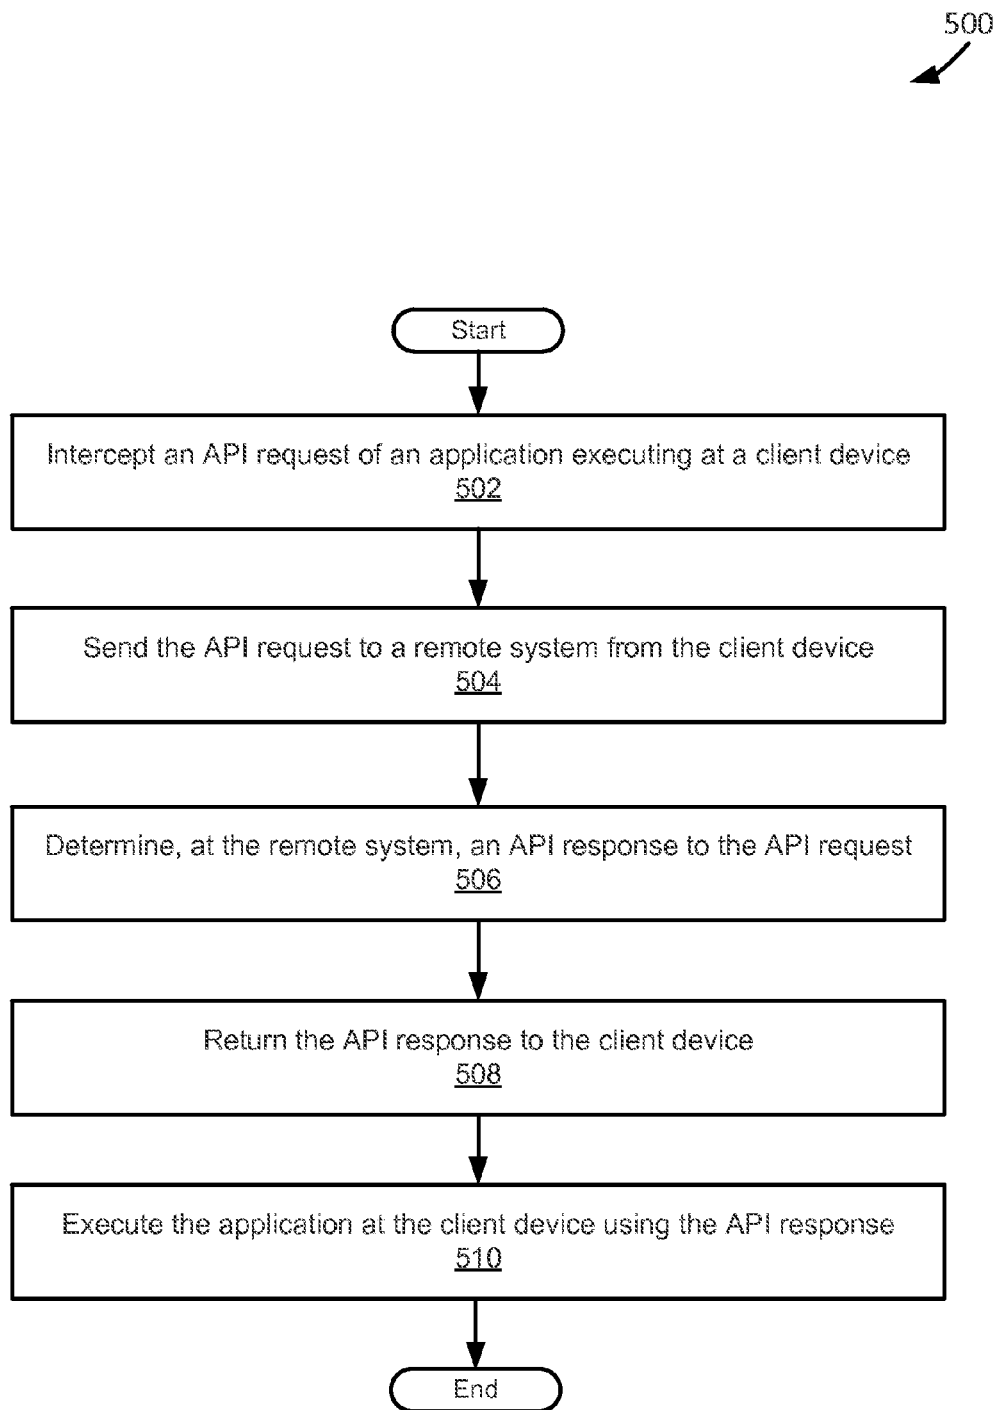 500
Start
Intercept an API request of an application executing at a client device
502
Send the API request to a remote system from the client device
504
Determine, at the remote system, an API response to the API request
506
Return the API response to the client device
508
Execute the application at the client device using the API response
510
End